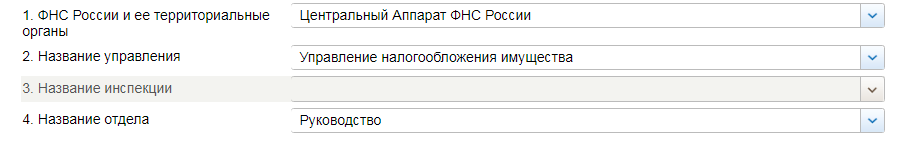 1. ФНС России и ее территориальные органы
Центральный Аппарат ФНС России
2. Название управления
Управление налогообложения имущества
3. Название инспекции
4. Название отдела
Руководство